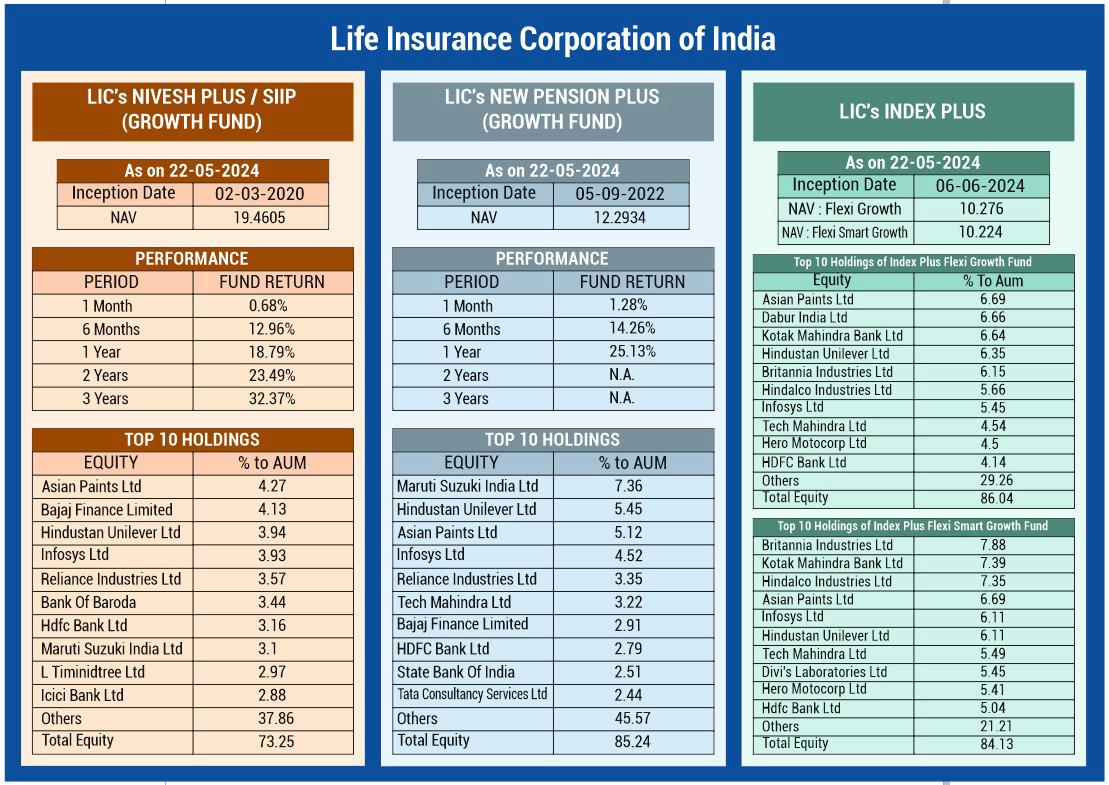 Life Insurance Corporation of India
LIC's NIVESH PLUS / SIIP
(GROWTH FUND)
As on 22-05-2024
Inception Date 02-03-2020
NAV 19.4605
PERFORMANCE
PERIOD FUND RETURN
1 Month 0.68%
6 Months 12.96%
1 Year 18.79%
2 Years 23.49%
3 Years 32.37%
TOP 10 HOLDINGS
EQUITY % to AUM
Asian Paints Ltd 4.27
Bajaj Finance Limited 4.13
Hindustan Unilever Ltd 3.94
Infosys Ltd 3.93
Reliance Industries Ltd 3.57
Bank Of Baroda 3.44
Hdfc Bank Ltd 3.16
Maruti Suzuki India Ltd 3.1
L Timinidtree Ltd 2.97
Icici Bank Ltd 2.88
Others 37.86
Total Equity 73.25
LIC's NEW PENSION PLUS
(GROWTH FUND)
As on 22-05-2024
Inception Date 05-09-2022
NAV 12.2934
PERFORMANCE
PERIOD FUND RETURN
1 Month 1.28%
6 Months 14.26%
1 Year 25.13%
2 Years N.A.
3 Years N.A.
TOP 10 HOLDINGS
EQUITY % to AUM
Maruti Suzuki India Ltd 7.36
Hindustan Unilever Ltd 5.45
Asian Paints Ltd 5.12
Infosys Ltd 4.52
Reliance Industries Ltd 3.35
Tech Mahindra Ltd 3.22
Bajaj Finance Limited 2.91
HDFC Bank Ltd 2.79
State Bank Of India 2.51
Tata Consultancy Services Ltd 2.44
Others 45.57
Total Equity 85.24
LIC's INDEX PLUS
As on 22-05-2024
Inception Date 06-06-2024
NAV : Flexi Growth 10.276
NAV : Flexi Smart Growth 10.224
Top 10 Holdings of Index Plus Flexi Growth Fund
Equity % To Aum
Asian Paints Ltd 6.69
Dabur India Ltd 6.66
Kotak Mahindra Bank Ltd 6.64
Hindustan Unilever Ltd 6.35
Britannia Industries Ltd 6.15
Hindalco Industries Ltd 5.66
Infosys Ltd 5.45
Tech Mahindra Ltd 4.54
Hero Motocorp Ltd 4.5
HDFC Bank Ltd 4.14
Others 29.26
Total Equity 86.04
Top 10 Holdings of Index Plus Flexi Smart Growth Fund
Britannia Industries Ltd 7.88
Kotak Mahindra Bank Ltd 7.39
Hindalco Industries Ltd 7.35
Asian Paints Ltd 6.69
Infosys Ltd 6.11
Hindustan Unilever Ltd 6.11
Tech Mahindra Ltd 5.49
Divi's Laboratories Ltd 5.45
Hero Motocorp Ltd 5.41
Hdfc Bank Ltd 5.04
Others 21.21
Total Equity 84.13